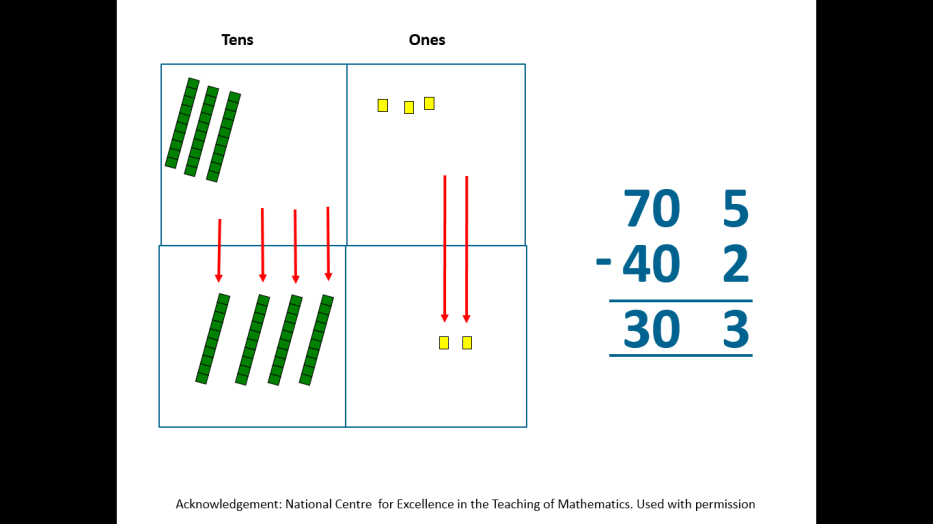 Tens Ones
70 5
- 40 2
30 3
Acknowledgement: National Centre for Excellence in the Teaching of Mathematics. Used with permission